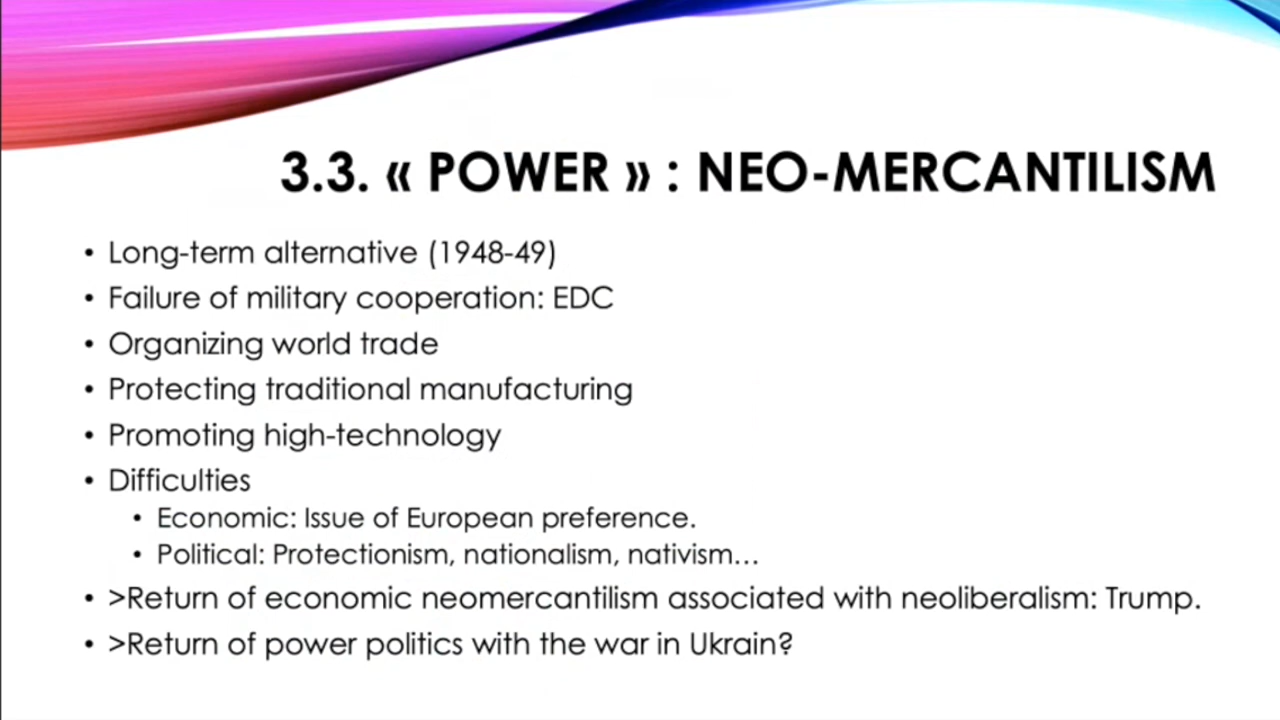 3.3. « POWER » : NEO-MERCANTILISM
• Long-term alternative (1948-49)
• Failure of military cooperation: EDC
• Organizing world trade
• Protecting traditional manufacturing
• Promoting high-technology
• Difficulties
• Economic: Issue of European preference.
• Political: Protectionism, nationalism, nativism…
• >Return of economic neomercantilism associated with neoliberalism: Trump.
• >Return of power politics with the war in Ukrain?